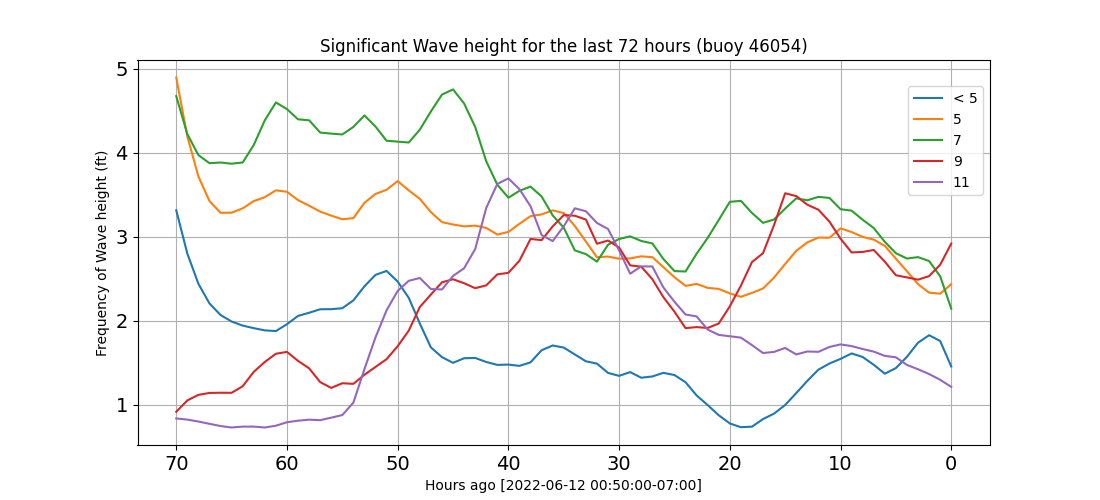 Significant Wave height for the last 72 hours (buoy 46054)
Frequency of Wave height (ft)
5
4
3
2
1
< 5
5
7
9
11
70 60 50 40 30 20 10 0
Hours ago [2022-06-12 00:50:00-07:00]